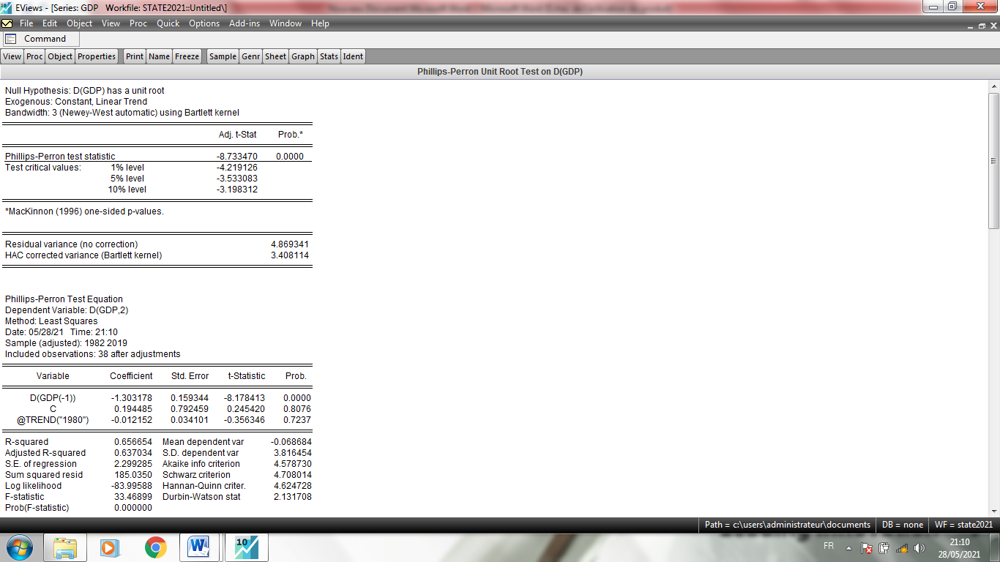 EViews - [Series: GDP   Workfile: STATE2021::Untitled\]
File Edit Object View Proc Quick Options Add-ins Window Help
Command
View Proc Object Properties Print Name Freeze Sample Genr Sheet Graph Stats Ident
Phillips-Perron Unit Root Test on D(GDP)
Null Hypothesis: D(GDP) has a unit root
Exogenous: Constant, Linear Trend
Bandwidth: 3 (Newey-West automatic) using Bartlett kernel
Adj. t-Stat Prob.*
Phillips-Perron test statistic -8.733470 0.0000
Test critical values: 1% level -4.219126
5% level -3.533083
10% level -3.198312
*MacKinnon (1996) one-sided p-values.
Residual variance (no correction) 4.869341
HAC corrected variance (Bartlett kernel) 3.408114
Phillips-Perron Test Equation
Dependent Variable: D(GDP,2)
Method: Least Squares
Date: 05/28/21 Time: 21:10
Sample (adjusted): 1982 2019
Included observations: 38 after adjustments
Variable Coefficient Std. Error t-Statistic Prob.
D(GDP(-1)) -1.303178 0.159344 -8.178413 0.0000
C 0.194485 0.792459 0.245420 0.8076
@TREND("1980") -0.012152 0.034101 -0.356346 0.7237
R-squared 0.656654 Mean dependent var -0.068684
Adjusted R-squared 0.637034 S.D. dependent var 3.816454
S.E. of regression 2.299285 Akaike info criterion 4.578730
Sum squared resid 185.0350 Schwarz criterion 4.708014
Log likelihood -83.99588 Hannan-Quinn criter. 4.624728
F-statistic 33.46899 Durbin-Watson stat 2.131708
Prob(F-statistic) 0.000000
Path = c:\users\administrateur\documents DB = none WF = state2021
10
FR
21:10
28/05/2021